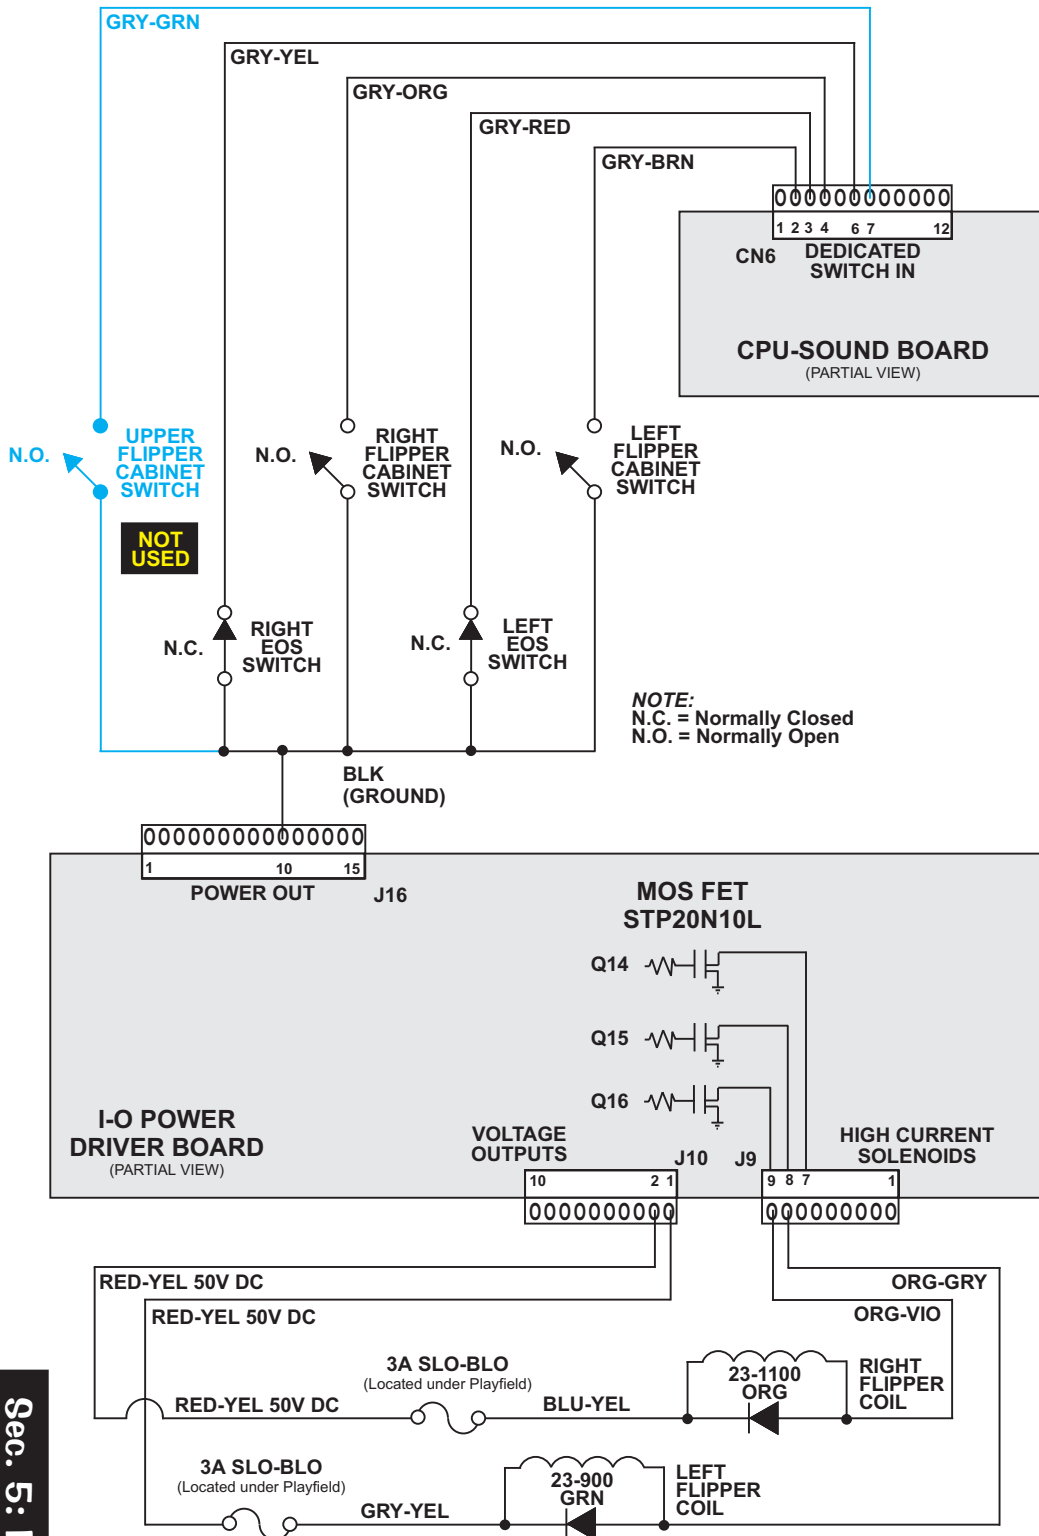 GRY-GRN
GRY-YEL
GRY-ORG
GRY-RED
GRY-BRN
1 2 3 4 6 7 12
CN6
DEDICATED
SWITCH IN
CPU-SOUND BOARD
(PARTIAL VIEW)
N.O.
UPPER
FLIPPER
CABINET
SWITCH
NOT
USED
N.O.
RIGHT
FLIPPER
CABINET
SWITCH
N.O.
LEFT
FLIPPER
CABINET
SWITCH
N.C.
RIGHT
EOS
SWITCH
N.C.
LEFT
EOS
SWITCH
NOTE:
N.C. = Normally Closed
N.O. = Normally Open
BLK
(GROUND)
1 10 15
POWER OUT
J16
MOS FET
STP20N10L
Q14
Q15
Q16
I-O POWER
DRIVER BOARD
(PARTIAL VIEW)
VOLTAGE
OUTPUTS
J10
J9
HIGH CURRENT
SOLENOIDS
10 2 1
9 8 7 1
RED-YEL 50V DC
ORG-GRY
RED-YEL 50V DC
ORG-VIO
3A SLO-BLO
(Located under Playfield)
RED-YEL 50V DC
BLU-YEL
23-1100
ORG
RIGHT
FLIPPER
COIL
3A SLO-BLO
(Located under Playfield)
GRY-YEL
23-900
GRN
LEFT
FLIPPER
COIL
Sec. 5: